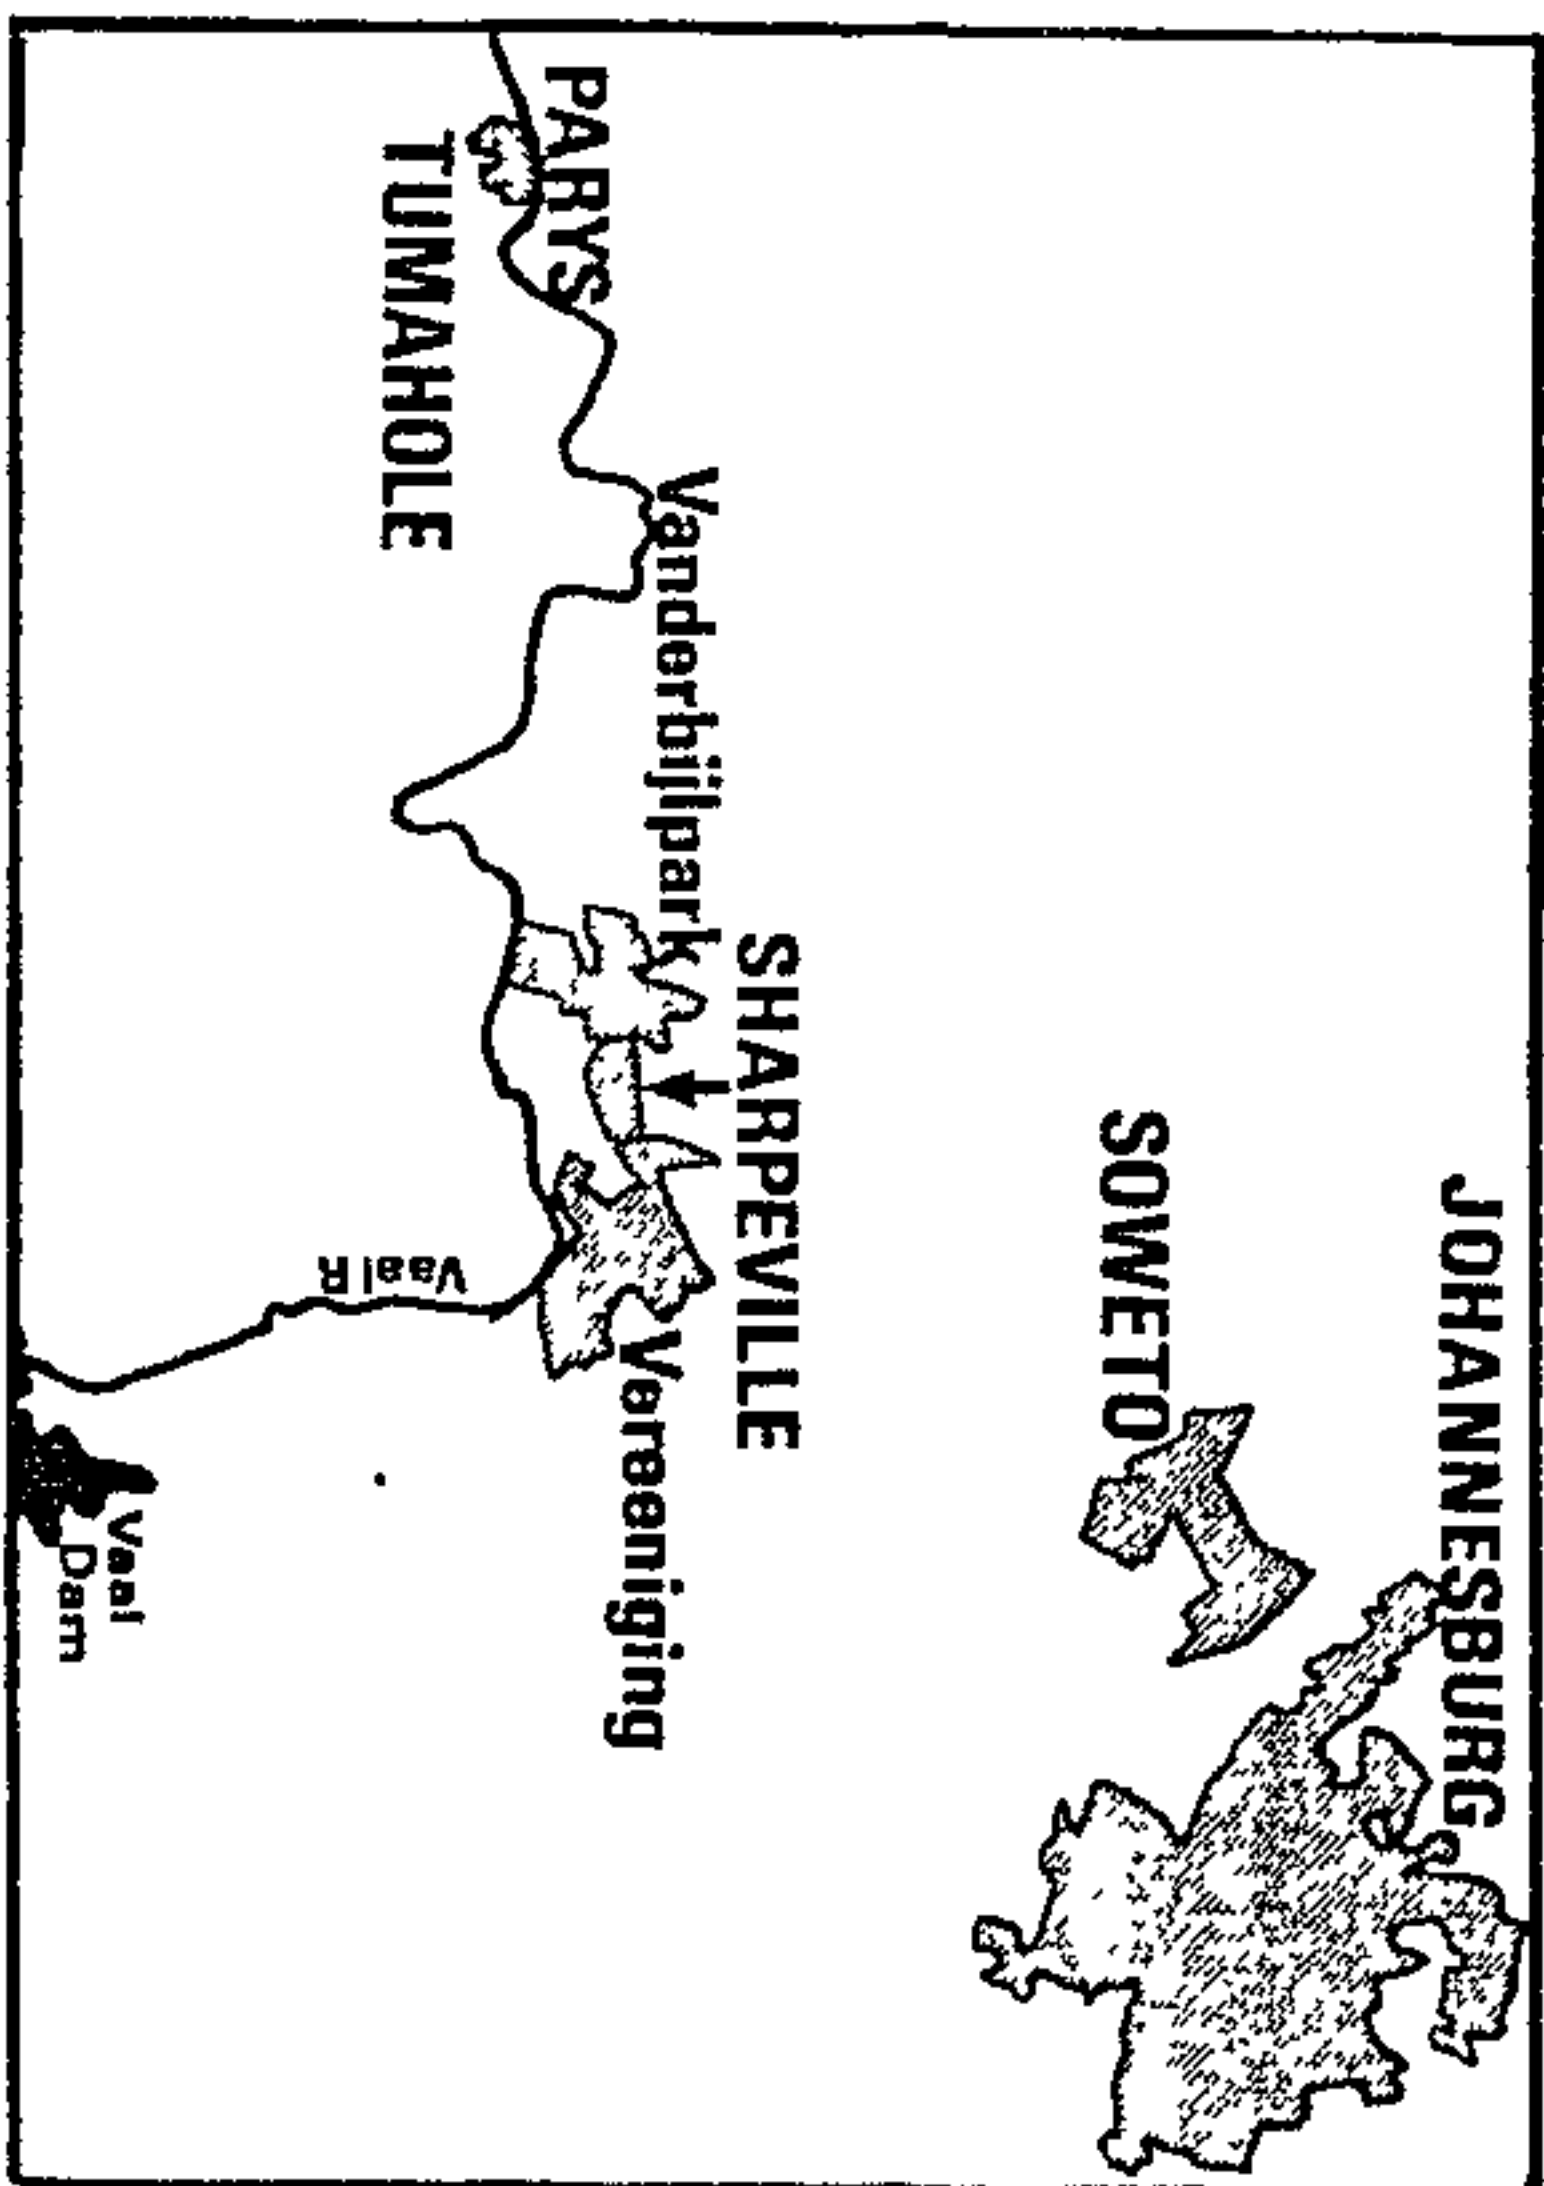 JOHANNESBURG
SOWETO
SHARPEVILLE
Vanderbijlpark
Vereeniging
PARYS
TUMAHOLE
Vaal R
Vaal
Dam